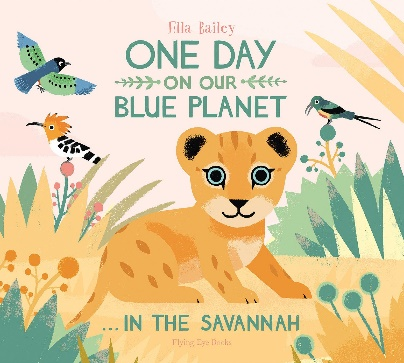 Ella Bailey
ONE DAY
ON OUR
BLUE PLANET
...IN THE SAVANNAH
Flying Eye Books